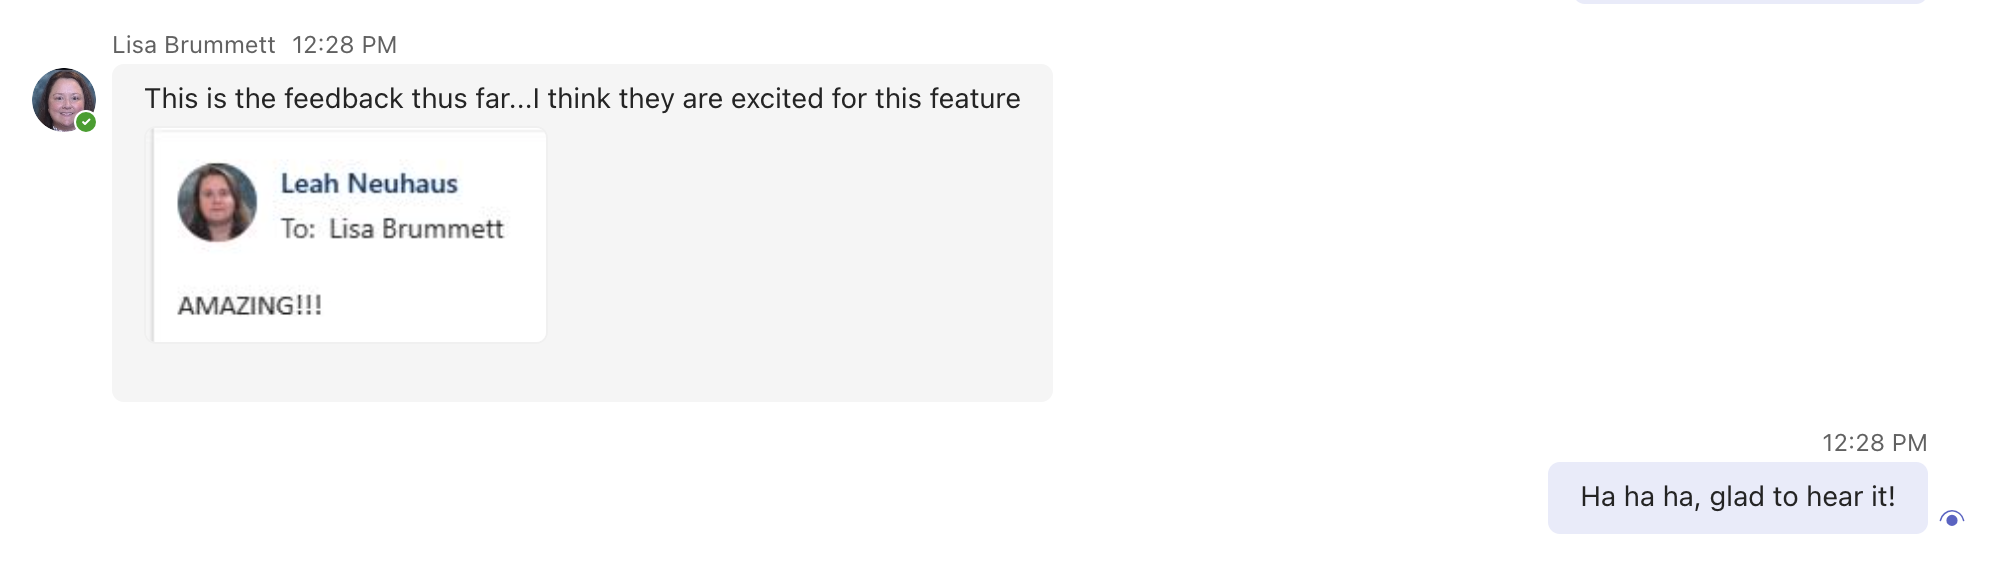 Lisa Brummett 12:28 PM
This is the feedback thus far...I think they are excited for this feature
Leah Neuhaus
To: Lisa Brummett
AMAZING!!!
12:28 PM
Ha ha ha, glad to hear it!